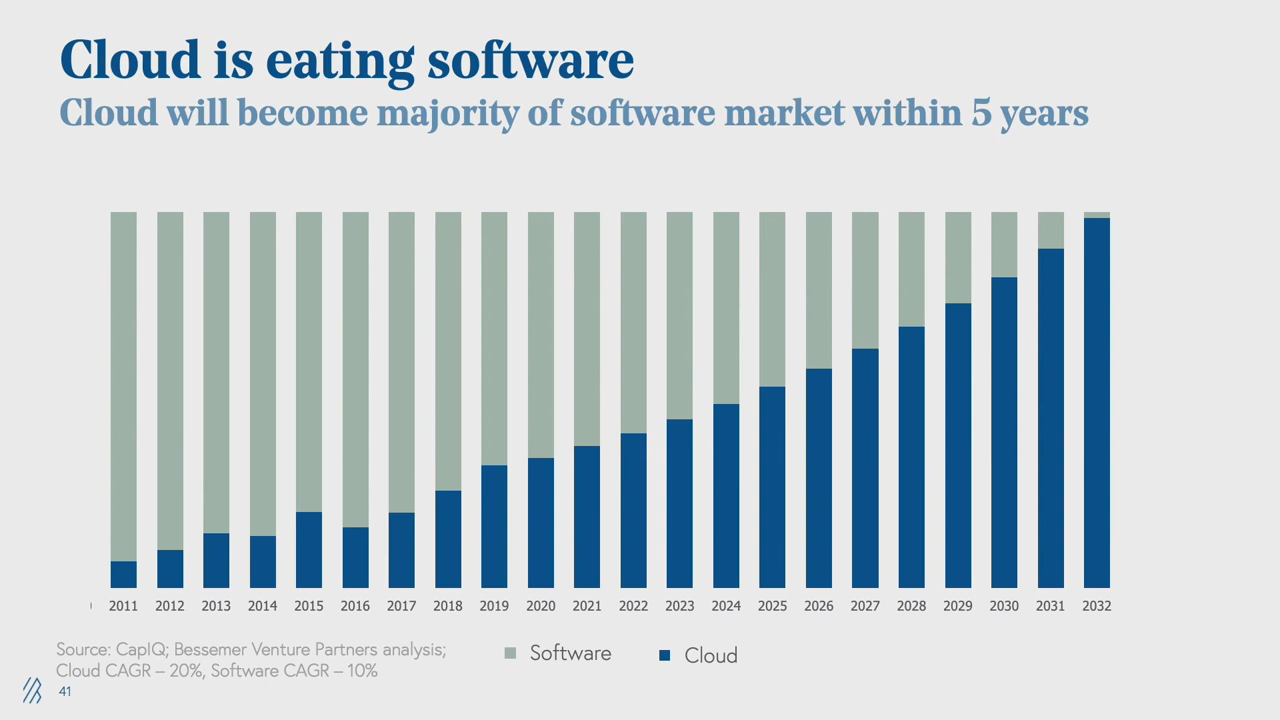 Cloud is eating software
Cloud will become majority of software market within 5 years
2011 2012 2013 2014 2015 2016 2017 2018 2019 2020 2021 2022 2023 2024 2025 2026 2027 2028 2029 2030 2031 2032
Source: CapIQ; Bessemer Venture Partners analysis;
Cloud CAGR – 20%, Software CAGR – 10%
Software Cloud
41